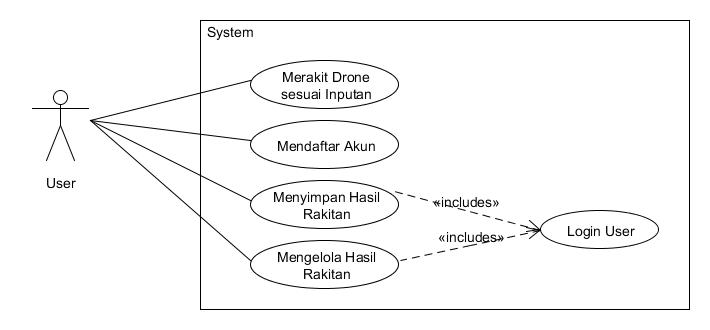 System
Merakit Drone
sesuai Inputan
Mendaftar Akun
User
Menyimpan Hasil
Rakitan
«includes»
Login User
«includes»
Mengelola Hasil
Rakitan